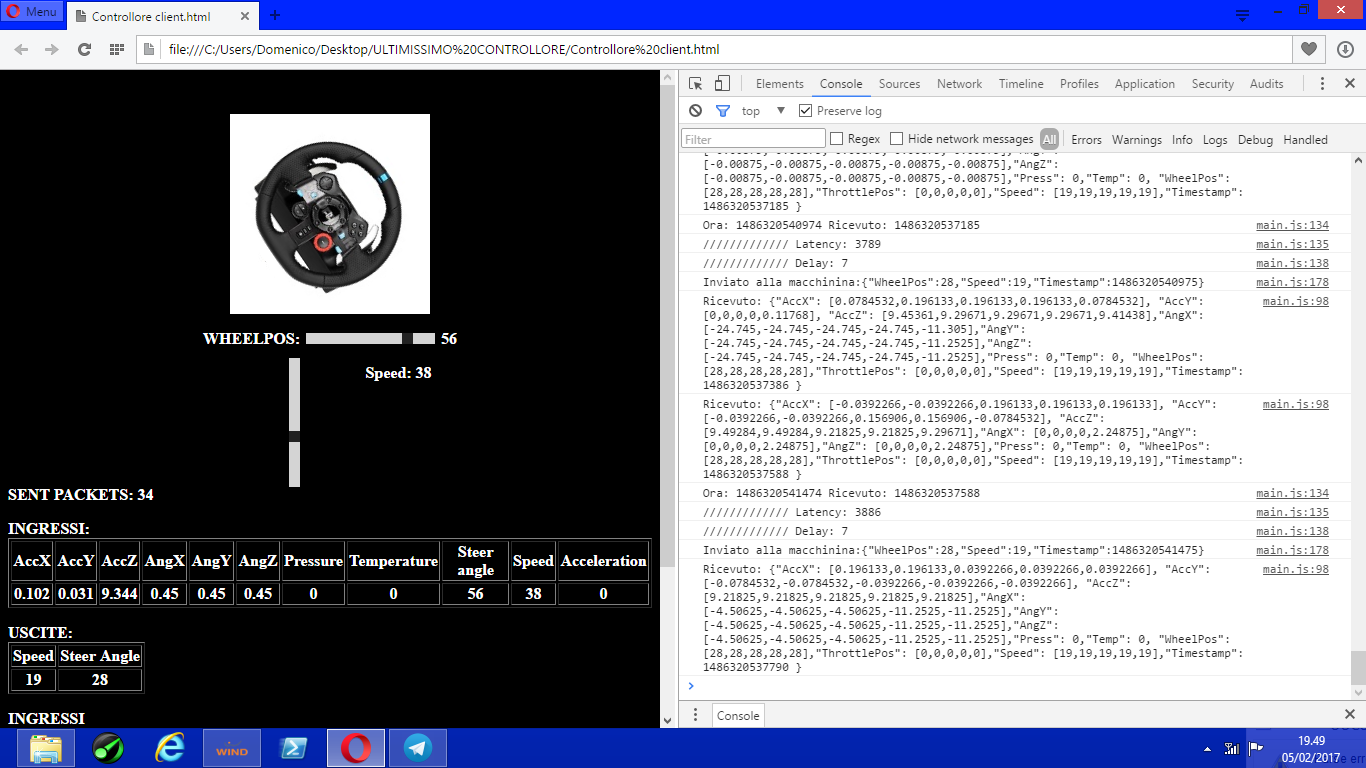 Menu
Controllore client.html
file:///C:/Users/Domenico/Desktop/ULTIMISSIMO%20CONTROLLORE/Controllore%20client.html
WHEELPOS: 56
Speed: 38
SENT PACKETS: 34
INGRESSI:
AccX AccY AccZ AngX AngY AngZ Pressure Temperature Steer angle Speed Acceleration
0.102 0.031 9.344 0.45 0.45 0.45 0 0 56 38 0
USCITE:
Speed Steer Angle
19 28
INGRESSI
Elements Console Sources Network Timeline Profiles Application Security Audits
top Preserve log
Filter Regex Hide network messages All Errors Warnings Info Logs Debug Handled
[-0.00875,-0.00875,-0.00875,-0.00875,-0.00875],"AngZ":
[-0.00875,-0.00875,-0.00875,-0.00875,-0.00875],"Press": 0,"Temp": 0, "WheelPos":
[28,28,28,28,28],"ThrottlePos": [0,0,0,0,0],"Speed": [19,19,19,19,19],"Timestamp":
1486320537185 }
Ora: 1486320540974 Ricevuto: 1486320537185 main.js:134
///////////// Latency: 3789 main.js:135
///////////// Delay: 7 main.js:138
Inviato alla macchinina:{"WheelPos":28,"Speed":19,"Timestamp":1486320540975} main.js:178
Ricevuto: {"AccX": [0.0784532,0.196133,0.196133,0.196133,0.0784532], "AccY": main.js:98
[0,0,0,0,0.11768], "AccZ": [9.45361,9.29671,9.29671,9.29671,9.41438],"AngX":
[-24.745,-24.745,-24.745,-24.745,-11.305],"AngY":
[-24.745,-24.745,-24.745,-24.745,-11.2525],"AngZ":
[-24.745,-24.745,-24.745,-24.745,-11.2525],"Press": 0,"Temp": 0, "WheelPos":
[28,28,28,28,28],"ThrottlePos": [0,0,0,0,0],"Speed": [19,19,19,19,19],"Timestamp":
1486320537386 }
Ricevuto: {"AccX": [-0.0392266,-0.0392266,0.196133,0.196133,0.196133], "AccY": main.js:98
[-0.0392266,-0.0392266,0.156906,0.156906,-0.0784532], "AccZ":
[9.49284,9.49284,9.21825,9.21825,9.29671],"AngX": [0,0,0,0,2.24875],"AngY":
[0,0,0,0,2.24875],"AngZ": [0,0,0,0,2.24875],"Press": 0,"Temp": 0, "WheelPos":
[28,28,28,28,28],"ThrottlePos": [0,0,0,0,0],"Speed": [19,19,19,19,19],"Timestamp":
1486320537588 }
Ora: 1486320541474 Ricevuto: 1486320537588 main.js:134
///////////// Latency: 3886 main.js:135
///////////// Delay: 7 main.js:138
Inviato alla macchinina:{"WheelPos":28,"Speed":19,"Timestamp":1486320541475} main.js:178
Ricevuto: {"AccX": [0.196133,0.196133,0.0392266,0.0392266,0.0392266], "AccY": main.js:98
[-0.0784532,-0.0784532,-0.0392266,-0.0392266,-0.0392266], "AccZ":
[9.21825,9.21825,9.21825,9.21825,9.21825],"AngX":
[-4.50625,-4.50625,-4.50625,-11.2525,-11.2525],"AngY":
[-4.50625,-4.50625,-4.50625,-11.2525,-11.2525],"AngZ":
[-4.50625,-4.50625,-4.50625,-11.2525,-11.2525],"Press": 0,"Temp": 0, "WheelPos":
[28,28,28,28,28],"ThrottlePos": [0,0,0,0,0],"Speed": [19,19,19,19,19],"Timestamp":
1486320537790 }
Console
WIND
19.49
05/02/2017